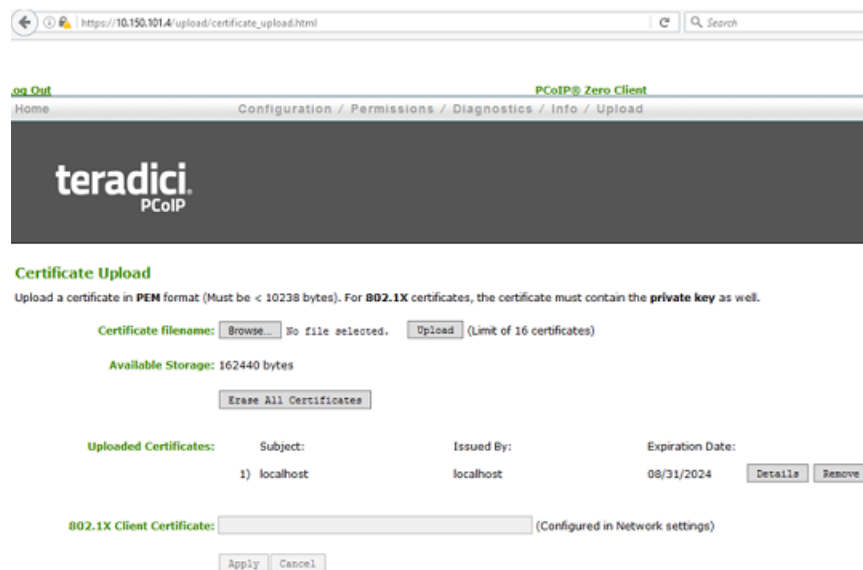 https://10.150.101.4/upload/certificate_upload.html Search
og Out PCoIP® Zero Client
Home Configuration / Permissions / Diagnostics / Info / Upload
teradici.
PCoIP
Certificate Upload
Upload a certificate in PEM format (Must be < 10238 bytes). For 802.1X certificates, the certificate must contain the private key as well.
Certificate filename: Browse... No file selected. Upload (Limit of 16 certificates)
Available Storage: 162440 bytes
Erase All Certificates
Uploaded Certificates: Subject: Issued By: Expiration Date:
1) localhost localhost 08/31/2024 Details Remove
802.1X Client Certificate: (Configured in Network settings)
Apply Cancel